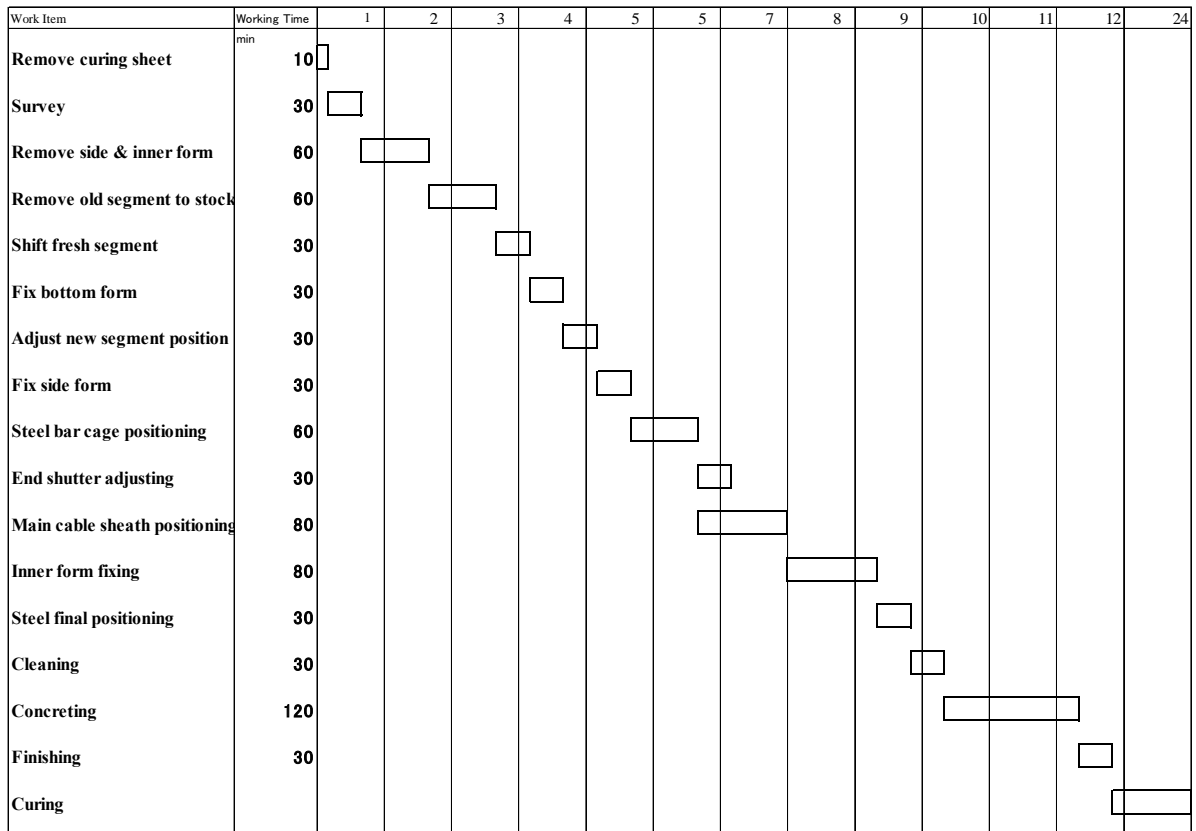 Work Item Working Time 1 2 3 4 5 5 7 8 9 10 11 12 24
min
Remove curing sheet 10
Survey 30
Remove side & inner form 60
Remove old segment to stock 60
Shift fresh segment 30
Fix bottom form 30
Adjust new segment position 30
Fix side form 30
Steel bar cage positioning 60
End shutter adjusting 30
Main cable sheath positioning 80
Inner form fixing 80
Steel final positioning 30
Cleaning 30
Concreting 120
Finishing 30
Curing